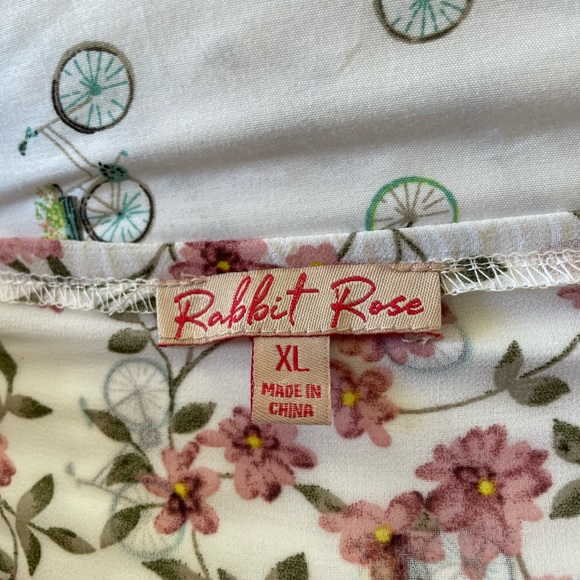 Rabbit Rose
XL
MADE IN
CHINA